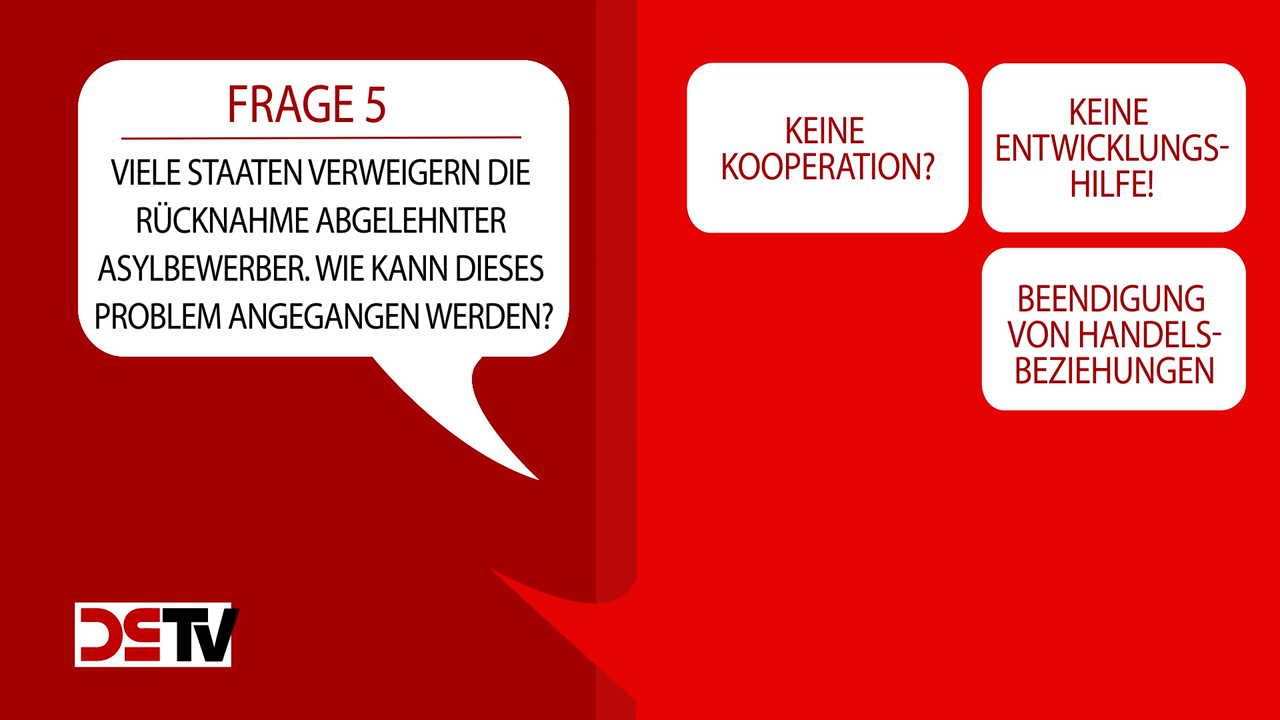 FRAGE 5
VIELE STAATEN VERWEIGERN DIE
RÜCKNAHME ABGELEHNTER
ASYLBEWERBER. WIE KANN DIESES
PROBLEM ANGEGANGEN WERDEN?
KEINE
KOOPERATION?
KEINE
ENTWICKLUNGS-
HILFE!
BEENDIGUNG
VON HANDELS-
BEZIEHUNGEN
DSTV